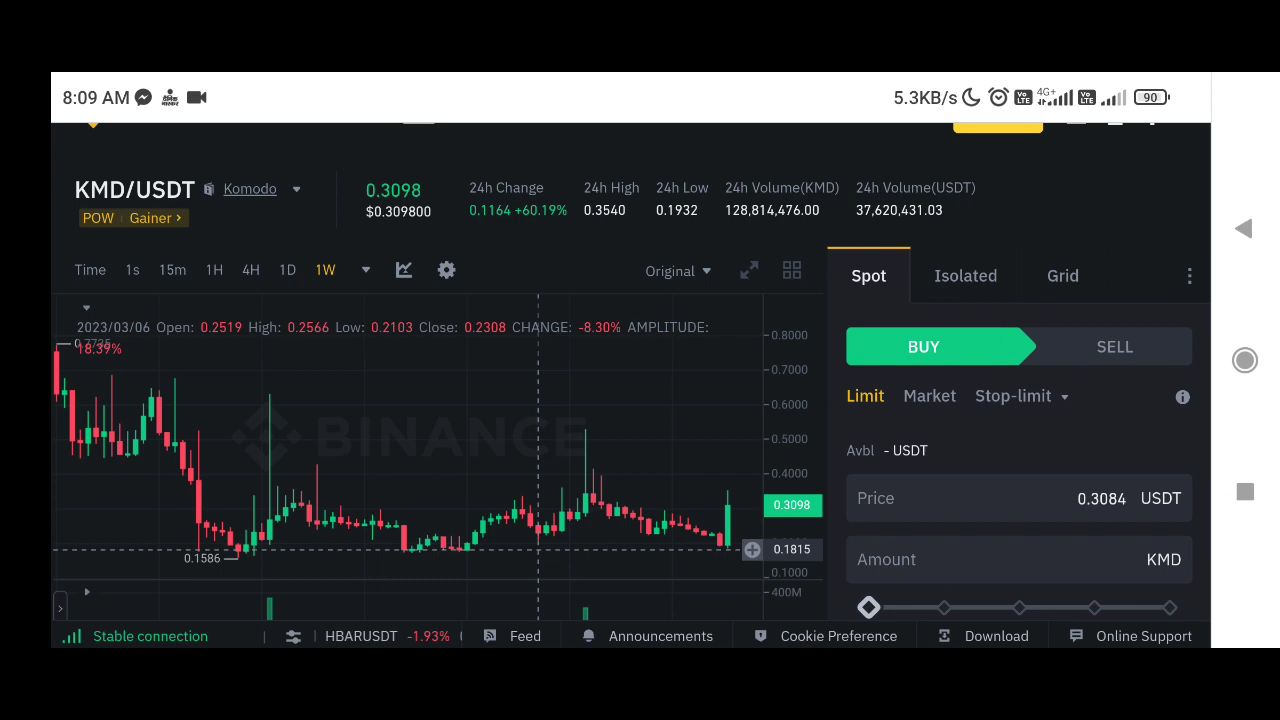 8:09 AM 5.3KB/s 4G+ 90
KMD/USDT Komodo
POW Gainer
0.3098
$0.309800
24h Change 24h High 24h Low 24h Volume(KMD) 24h Volume(USDT)
0.1164 +60.19% 0.3540 0.1932 128,814,476.00 37,620,431.03
Time 1s 15m 1H 4H 1D 1W Original
Spot Isolated Grid
2023/03/06 Open: 0.2519 High: 0.2566 Low: 0.2103 Close: 0.2308 CHANGE: -8.30% AMPLITUDE:
18.39%
0.7735
0.8000
0.7000
0.6000
0.5000
0.4000
0.3098
0.1815
0.1000
400M
BINANCE
0.1586
BUY SELL
Limit Market Stop-limit
Avbl - USDT
Price 0.3084 USDT
Amount KMD
Stable connection HBARUSDT -1.93% Feed Announcements Cookie Preference Download Online Support